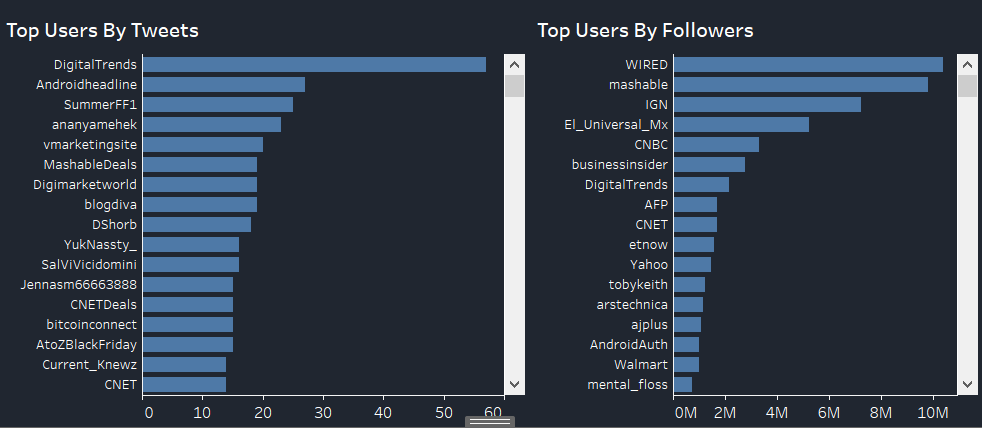 Top Users By Tweets
DigitalTrends
Androidheadline
SummerFF1
ananyamehek
vmarketingsite
MashableDeals
Digimarketworld
blogdiva
DShorb
YukNassty_
SalViVicidomini
Jennasm66663888
CNETDeals
bitcoinconnect
AtoZBlackFriday
Current_Knewz
CNET
0 10 20 30 40 50 60
Top Users By Followers
WIRED
mashable
IGN
El_Universal_Mx
CNBC
businessinsider
DigitalTrends
AFP
CNET
etnow
Yahoo
tobykeith
arstechnica
ajplus
AndroidAuth
Walmart
mental_floss
0M 2M 4M 6M 8M 10M